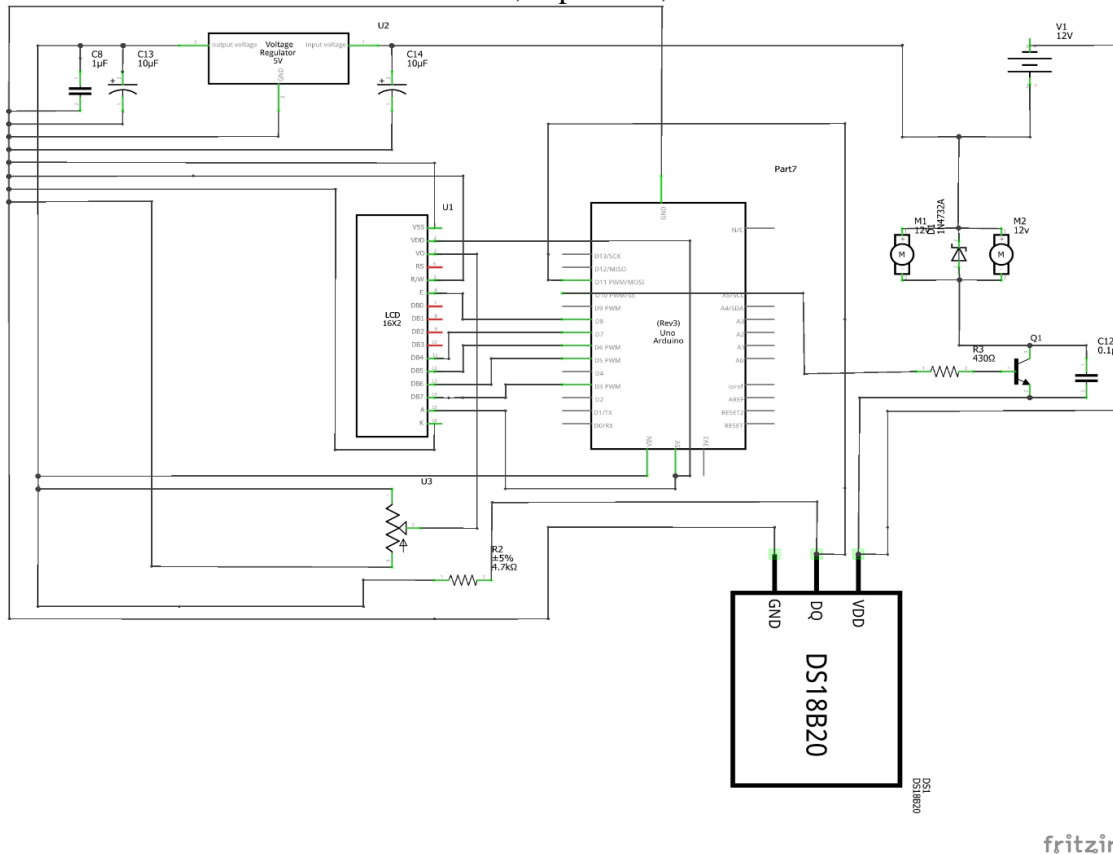 U2
output voltage
Voltage
Regulator
5V
input voltage
GND
C8
1µF
C13
10µF
C14
10µF
V1
12V
Part7
GND
N/C
U1
VSS
VDD
VO
RS
R/W
E
DB0
DB1
DB2
DB3
DB4
DB5
DB6
DB7
A
K
LCD
16X2
D13/SCK
D12/MISO
D11 PWM/MOSI
D10 PWM/SS
D9 PWM
D8
D7
D6 PWM
D5 PWM
D4
D3 PWM
D2
D1/TX
D0/RX
(Rev3)
Uno
Arduino
A5/SCL
A4/SDA
A3
A2
A1
A0
ioref
AREF
RESET2
RESET
VIN
5V
3V3
M1
12v
M
D1
1N4732A
M2
12v
M
R3
430Ω
Q1
C12
0.1µ
U3
R2
±5%
4.7kΩ
GND
DQ
VDD
DS18B20
DS1
DS18B20
fritzin